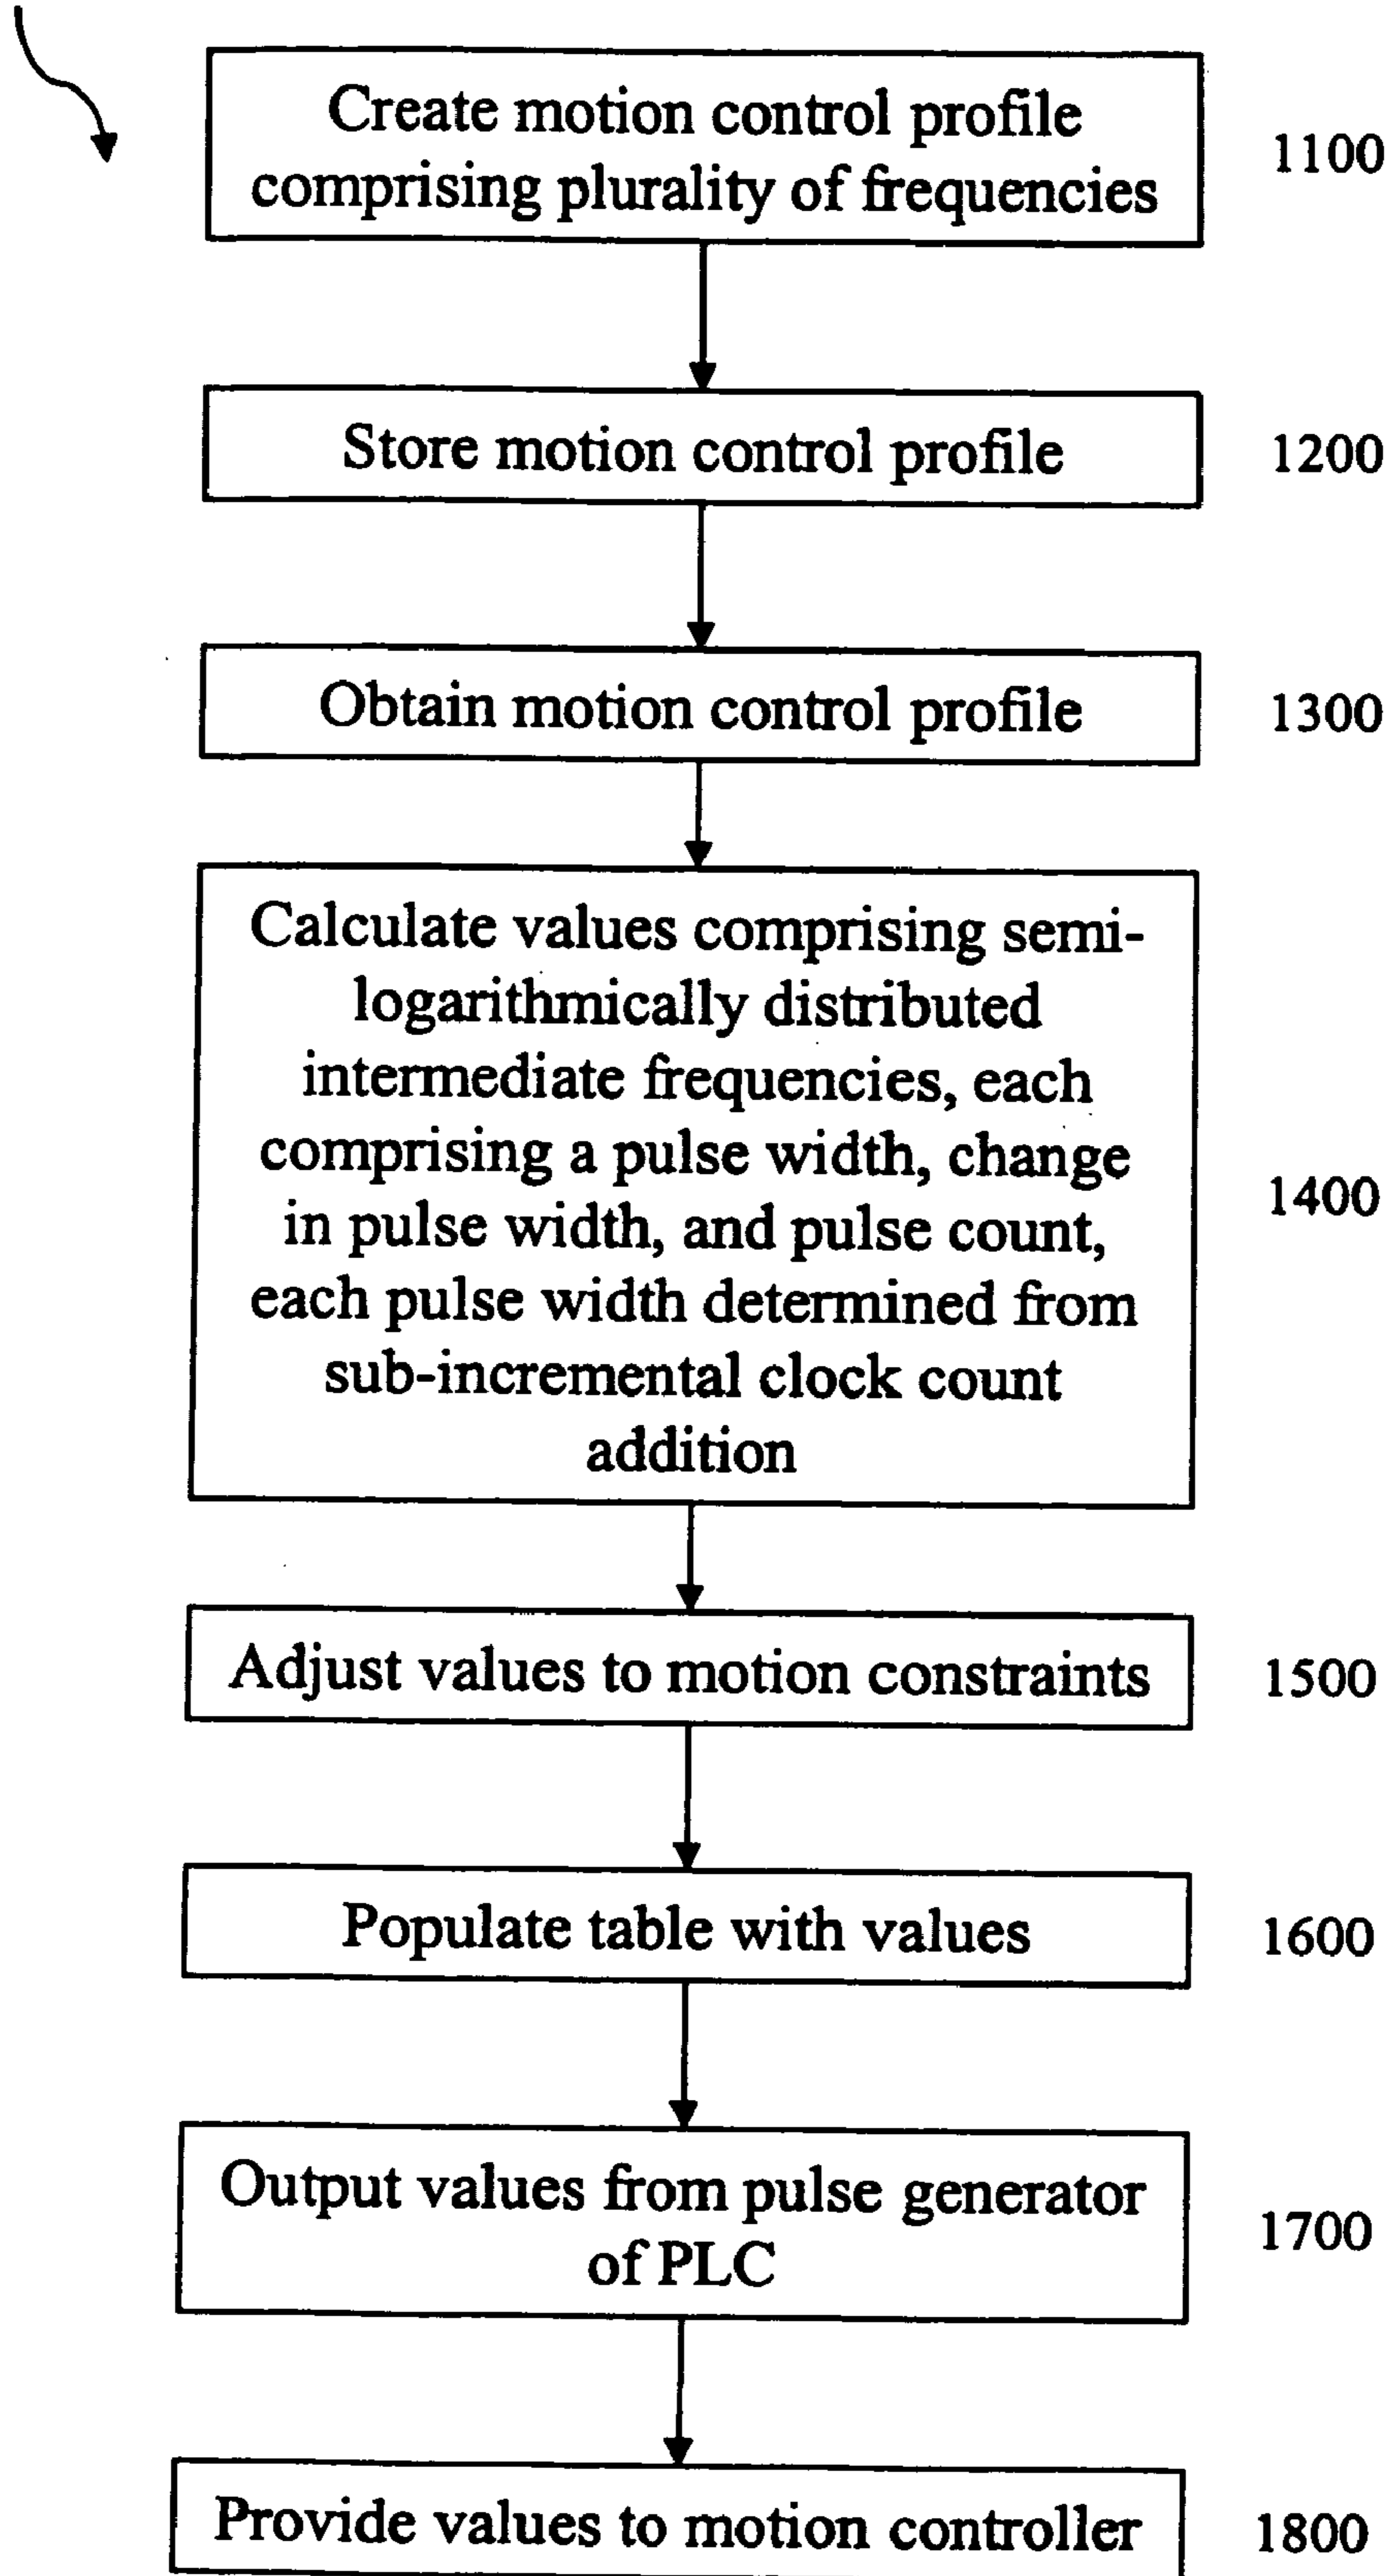 Create motion control profile
comprising plurality of frequencies
1100
Store motion control profile
1200
Obtain motion control profile
1300
Calculate values comprising semi-
logarithmically distributed
intermediate frequencies, each
comprising a pulse width, change
in pulse width, and pulse count,
each pulse width determined from
sub-incremental clock count
addition
1400
Adjust values to motion constraints
1500
Populate table with values
1600
Output values from pulse generator
of PLC
1700
Provide values to motion controller
1800